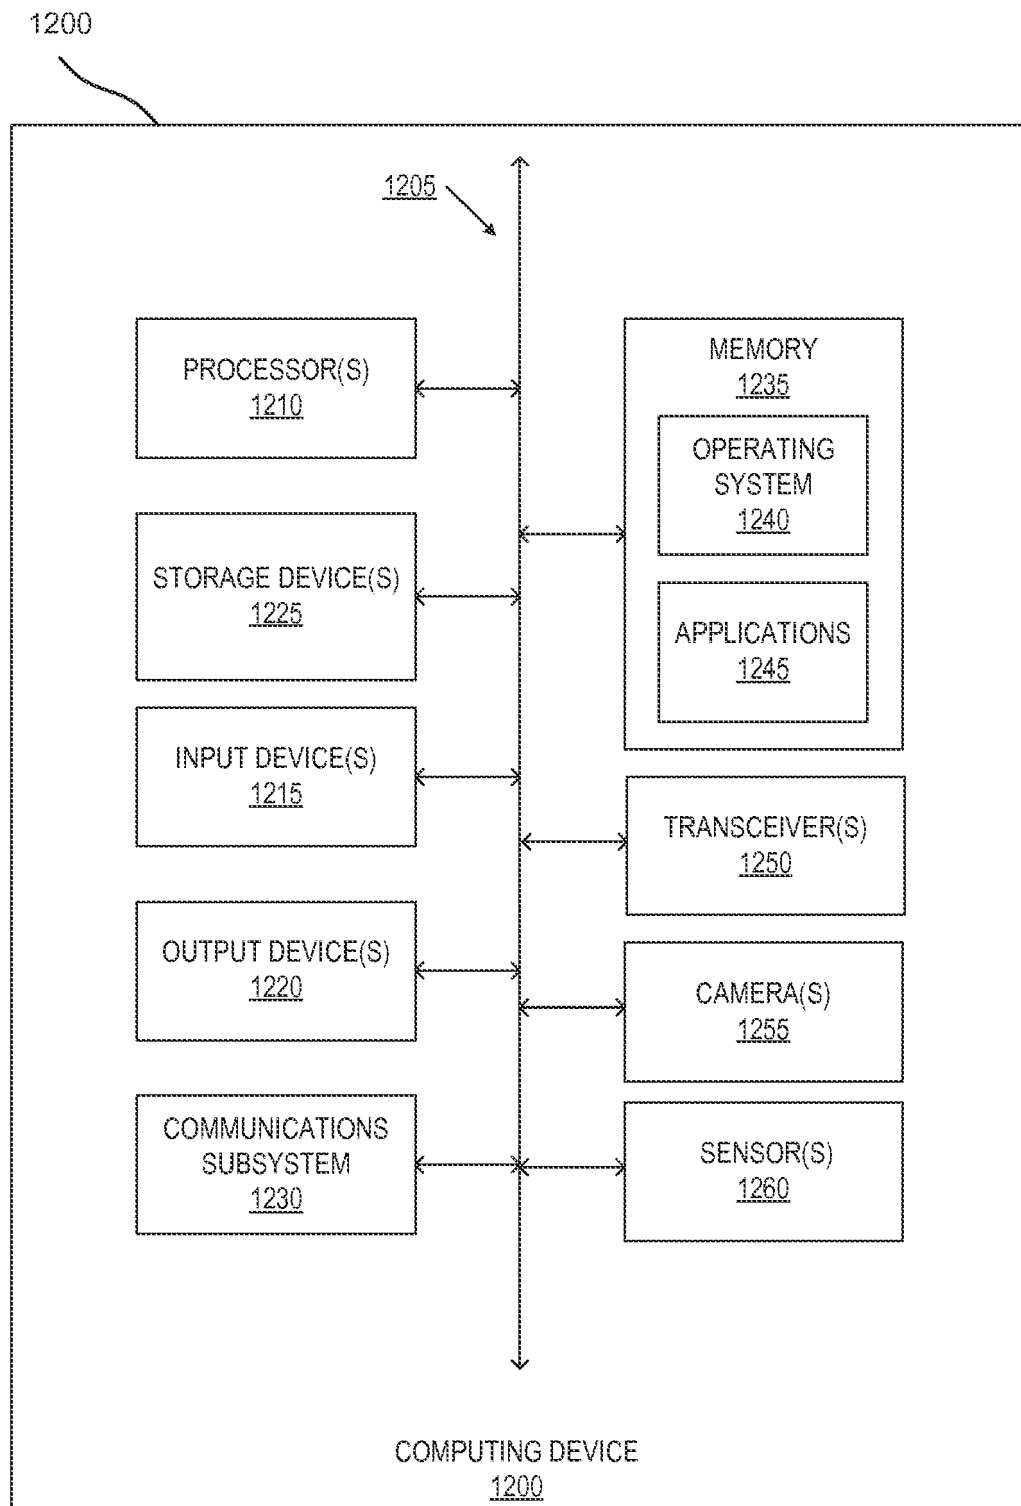 1200
1205
PROCESSOR(S)
1210
STORAGE DEVICE(S)
1225
INPUT DEVICE(S)
1215
OUTPUT DEVICE(S)
1220
COMMUNICATIONS
SUBSYSTEM
1230
MEMORY
1235
OPERATING
SYSTEM
1240
APPLICATIONS
1245
TRANSCEIVER(S)
1250
CAMERA(S)
1255
SENSOR(S)
1260
COMPUTING DEVICE
1200